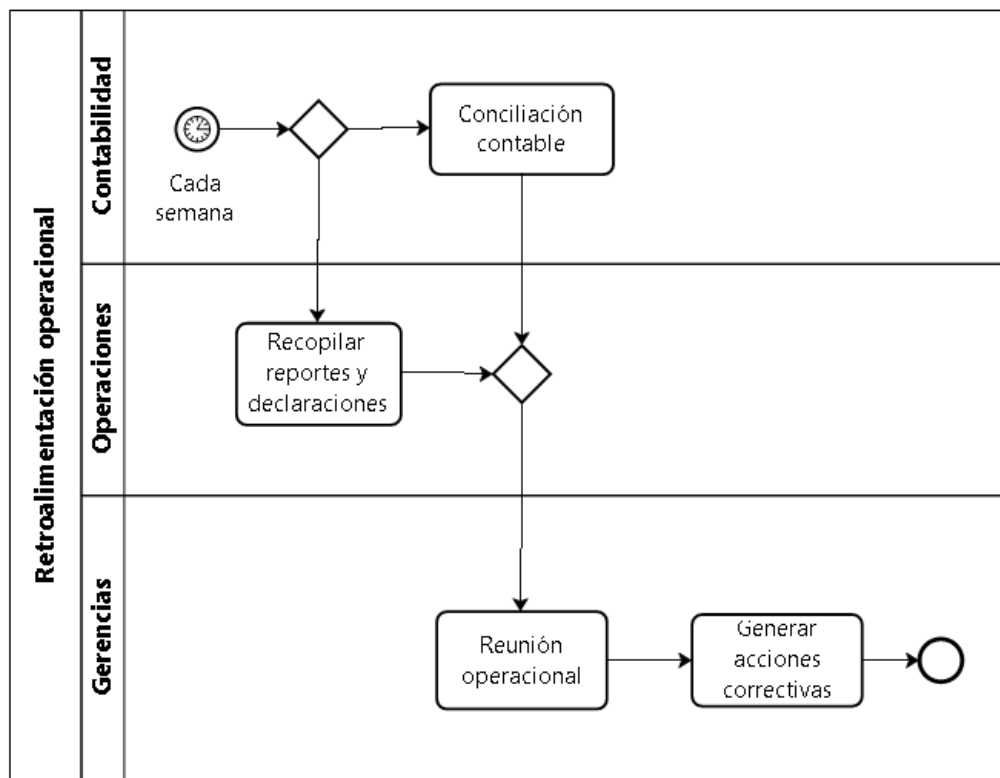 Retroalimentación operacional
Contabilidad
Cada
semana
Conciliación
contable
Operaciones
Recopilar
reportes y
declaraciones
Gerencias
Reunión
operacional
Generar
acciones
correctivas